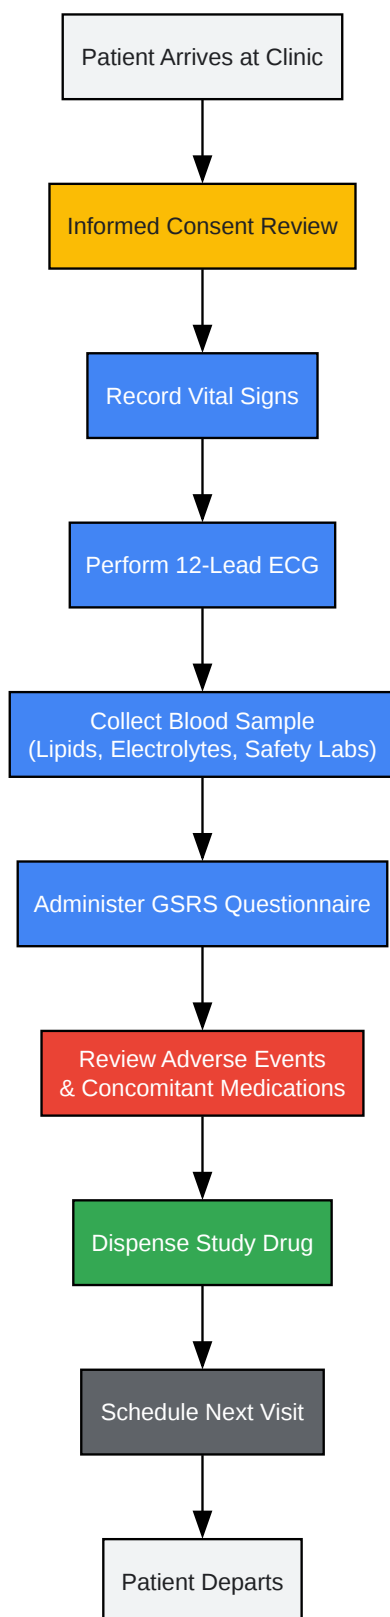 Patient Arrives at Clinic
Informed Consent Review
Record Vital Signs
Perform 12-Lead ECG
Collect Blood Sample
(Lipids, Electrolytes, Safety Labs)
Administer GSRS Questionnaire
Review Adverse Events
& Concomitant Medications
Dispense Study Drug
Schedule Next Visit
Patient Departs